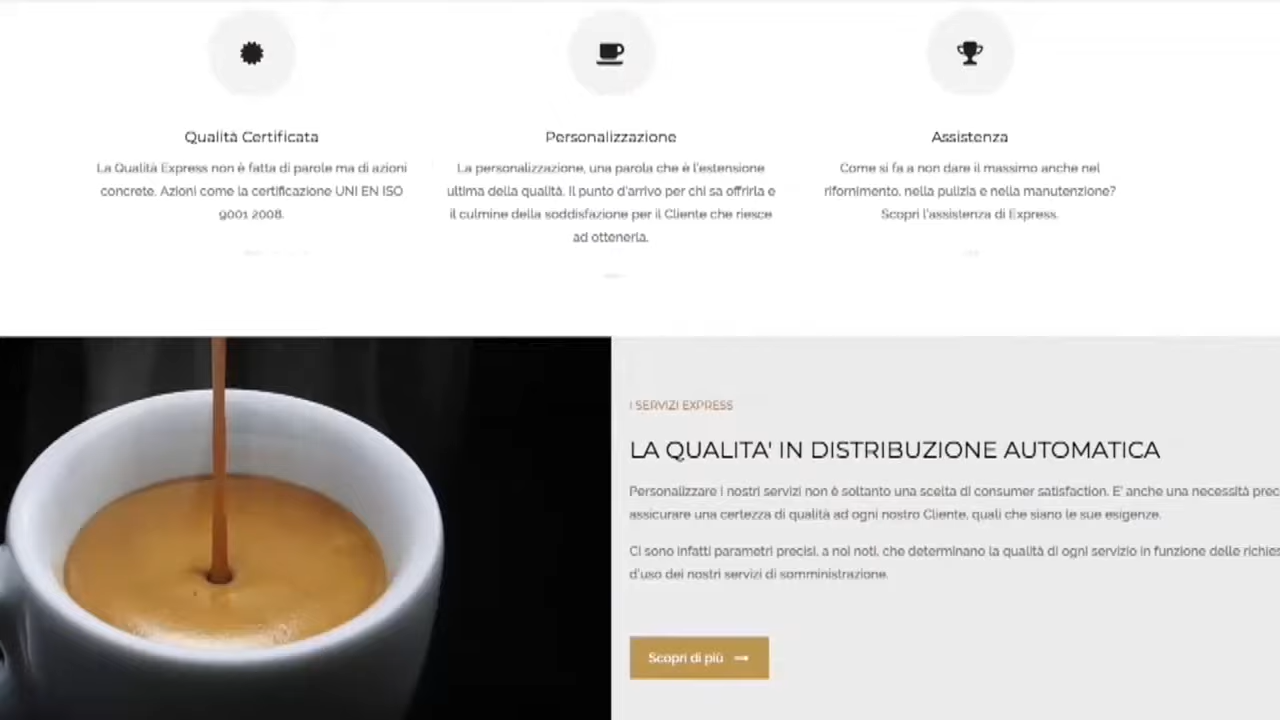 Qualità Certificata
La Qualità Express non è fatta di parole ma di azioni
concrete. Azioni come la certificazione UNI EN ISO
9001 2008.
Personalizzazione
La personalizzazione, una parola che è l'estensione
ultima della qualità. Il punto d'arrivo per chi sa offrirla e
il culmine della soddisfazione per il Cliente che riesce
ad ottenerla.
Assistenza
Come si fa a non dare il massimo anche nel
rifornimento, nella pulizia e nella manutenzione?
Scopri l'assistenza di Express.
I SERVIZI EXPRESS
LA QUALITA' IN DISTRIBUZIONE AUTOMATICA
Personalizzare i nostri servizi non è soltanto una scelta di consumer satisfaction. E' anche una necessità prec
assicurare una certezza di qualità ad ogni nostro Cliente, quali che siano le sue esigenze.
Ci sono infatti parametri precisi, a noi noti, che determinano la qualità di ogni servizio in funzione delle richies
d'uso dei nostri servizi di somministrazione.
Scopri di più